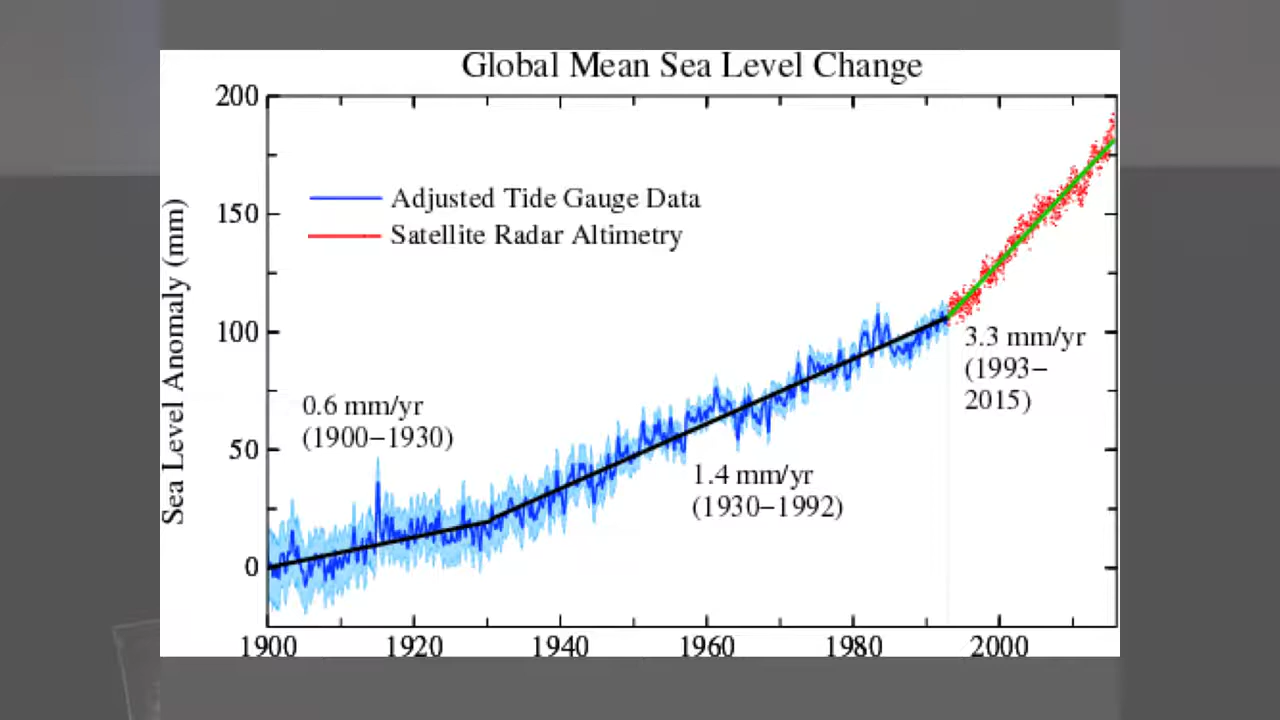 Global Mean Sea Level Change
200
150
100
50
0
Sea Level Anomaly (mm)
Adjusted Tide Gauge Data
Satellite Radar Altimetry
3.3 mm/yr
(1993−
2015)
0.6 mm/yr
(1900−1930)
1.4 mm/yr
(1930−1992)
1900 1920 1940 1960 1980 2000